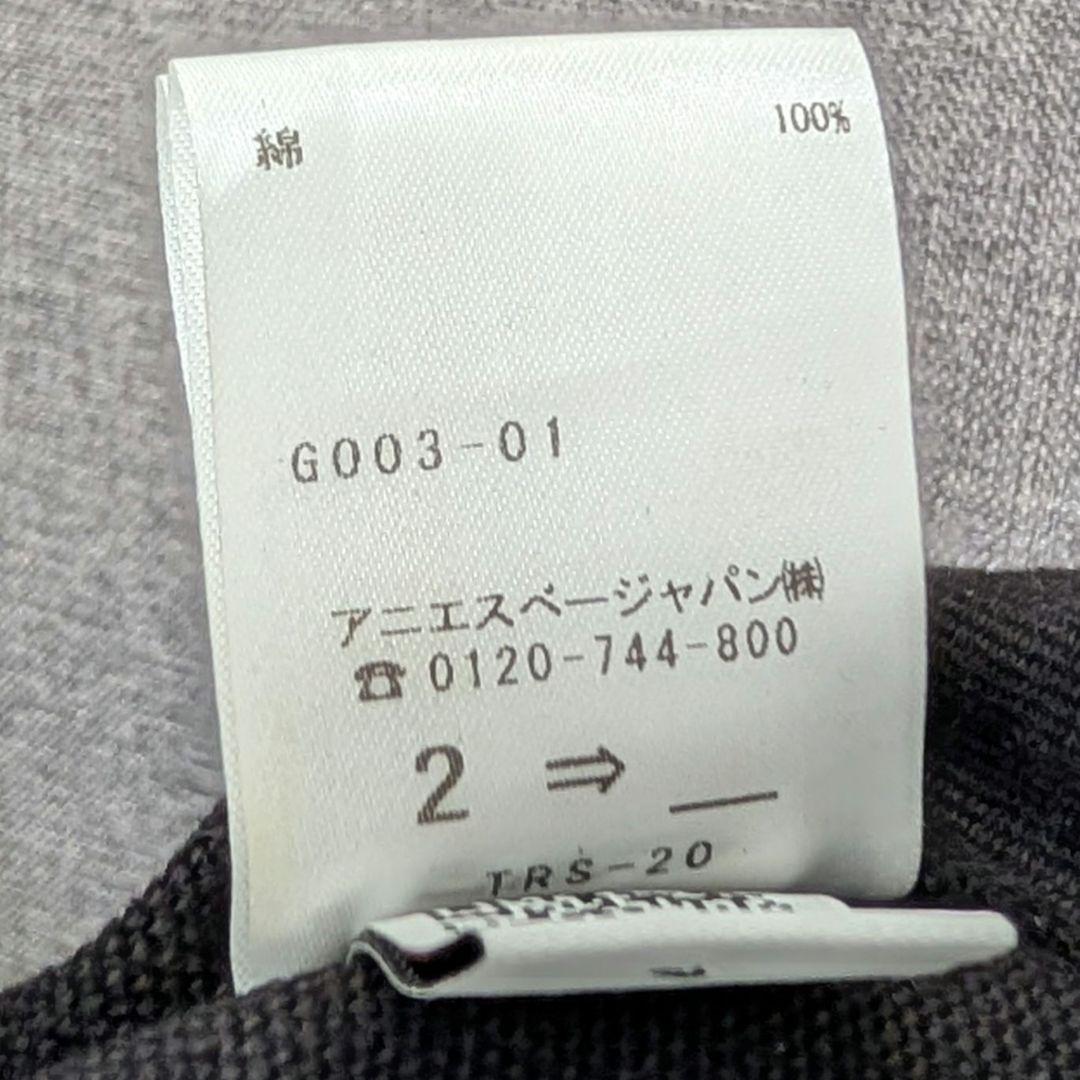 綿 100%
G003-01
アニエスベージャパン㈱
☎0120-744-800
2 ⇒ __
TRS-20